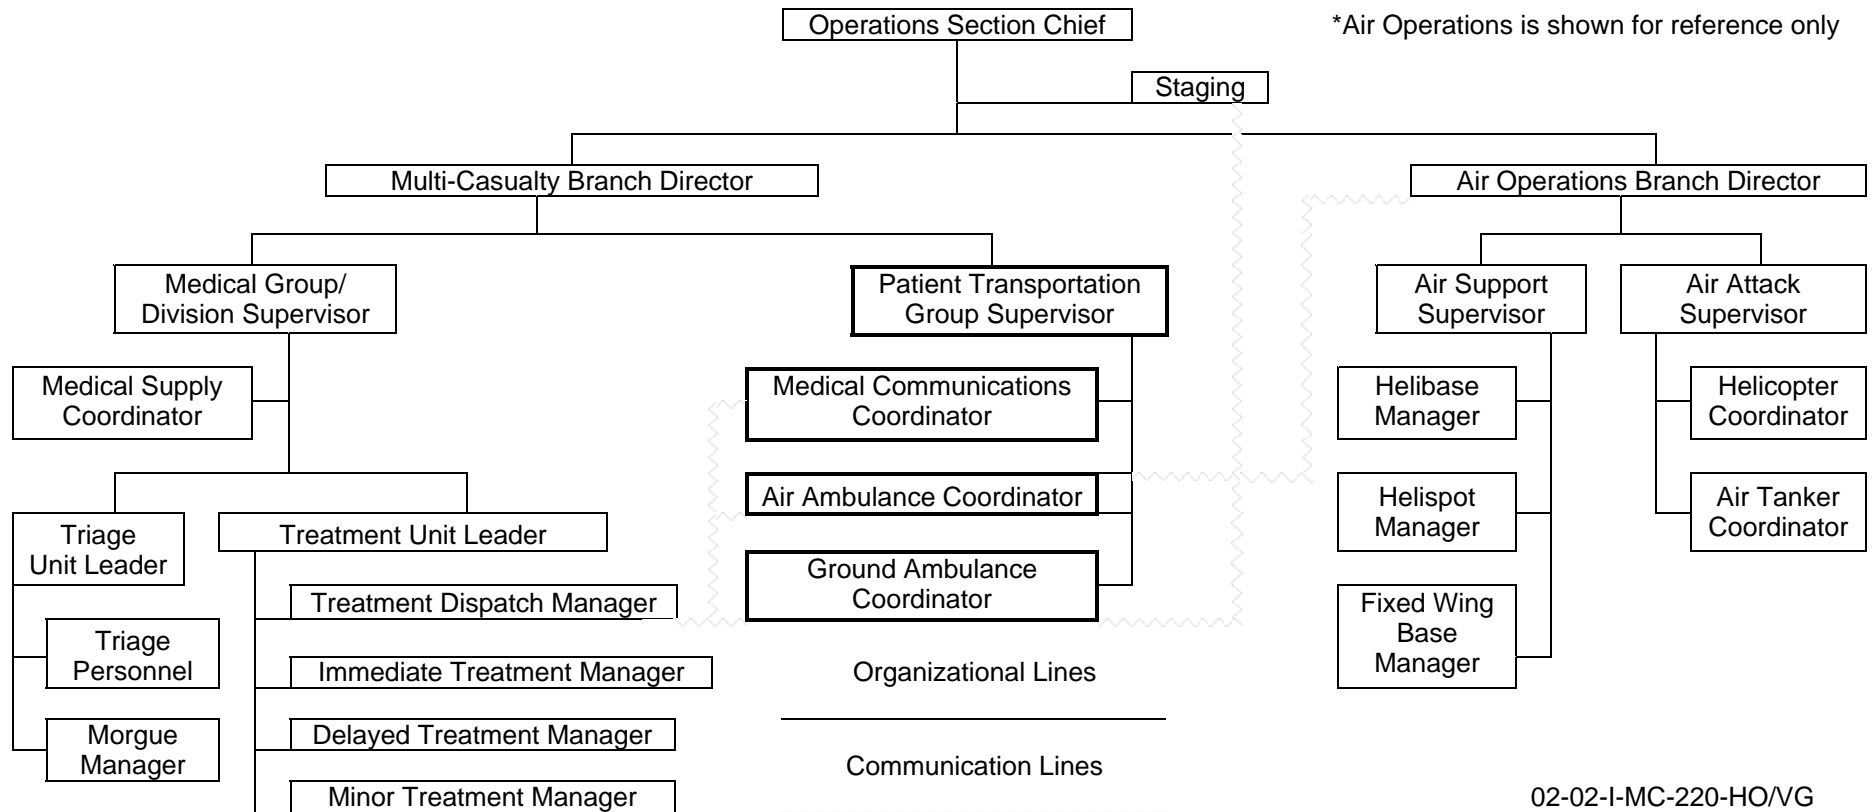 Operations Section Chief
*Air Operations is shown for reference only
Staging
Multi-Casualty Branch Director
Air Operations Branch Director
Medical Group/
Division Supervisor
Patient Transportation
Group Supervisor
Air Support
Supervisor
Air Attack
Supervisor
Medical Supply
Coordinator
Medical Communications
Coordinator
Helibase
Manager
Helicopter
Coordinator
Triage
Unit Leader
Treatment Unit Leader
Air Ambulance Coordinator
Helispot
Manager
Air Tanker
Coordinator
Ground Ambulance
Coordinator
Treatment Dispatch Manager
Fixed Wing
Base
Manager
Triage
Personnel
Immediate Treatment Manager
Organizational Lines
Morgue
Manager
Delayed Treatment Manager
Communication Lines
Minor Treatment Manager
02-02-I-MC-220-HO/VG